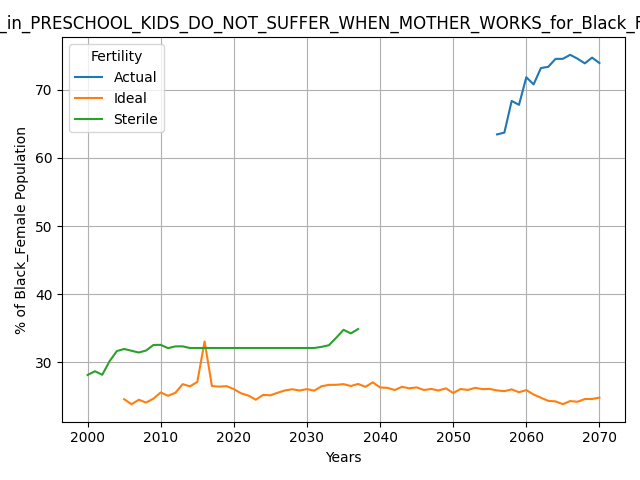 _in_PRESCHOOL_KIDS_DO_NOT_SUFFER_WHEN_MOTHER_WORKS_for_Black_F
Fertility
Actual
Ideal
Sterile
% of Black_Female Population
70
60
50
40
30
2000 2010 2020 2030 2040 2050 2060 2070
Years